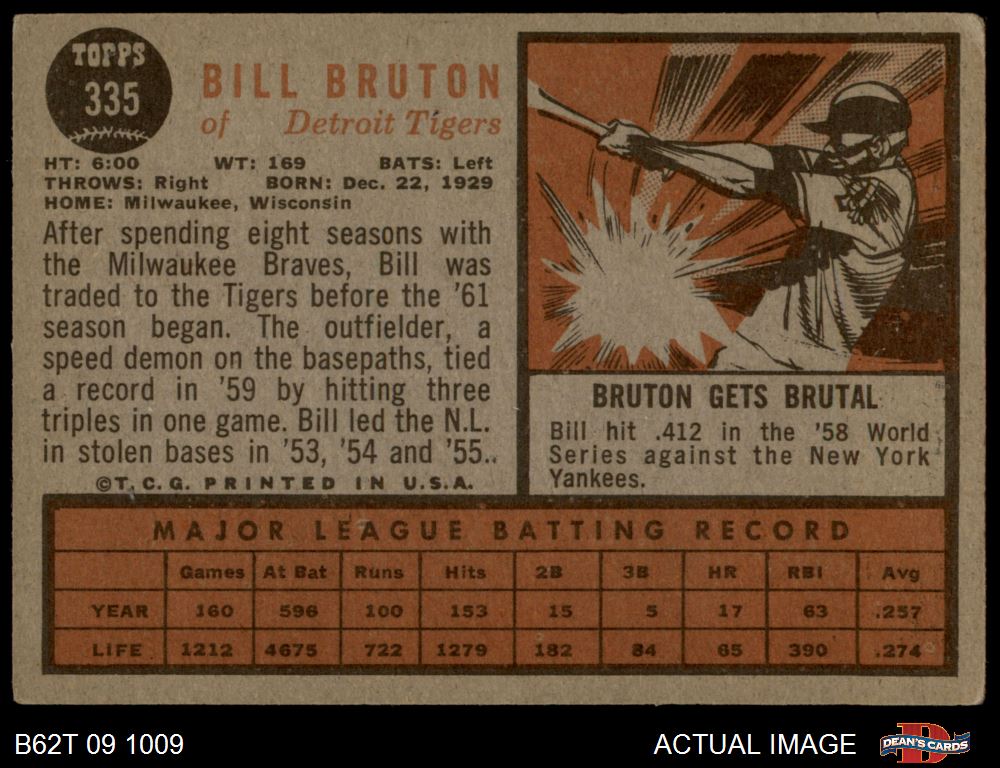 TOPPS
335
BILL BRUTON
of Detroit Tigers
HT: 6:00 WT: 169 BATS: Left
THROWS: Right BORN: Dec. 22, 1929
HOME: Milwaukee, Wisconsin
After spending eight seasons with
the Milwaukee Braves, Bill was
traded to the Tigers before the '61
season began. The outfielder, a
speed demon on the basepaths, tied
a record in '59 by hitting three
triples in one game. Bill led the N.L.
in stolen bases in '53, '54 and '55..
©T.C.G. PRINTED IN U.S.A.
BRUTON GETS BRUTAL
Bill hit .412 in the '58 World
Series against the New York
Yankees.
MAJOR LEAGUE BATTING RECORD
Games At Bat Runs Hits 2B 3B HR RBI Avg
YEAR 160 596 100 153 15 5 17 63 .257
LIFE 1212 4675 722 1279 182 84 65 390 .274
B62T 09 1009
ACTUAL IMAGE
DEAN'S CARDS